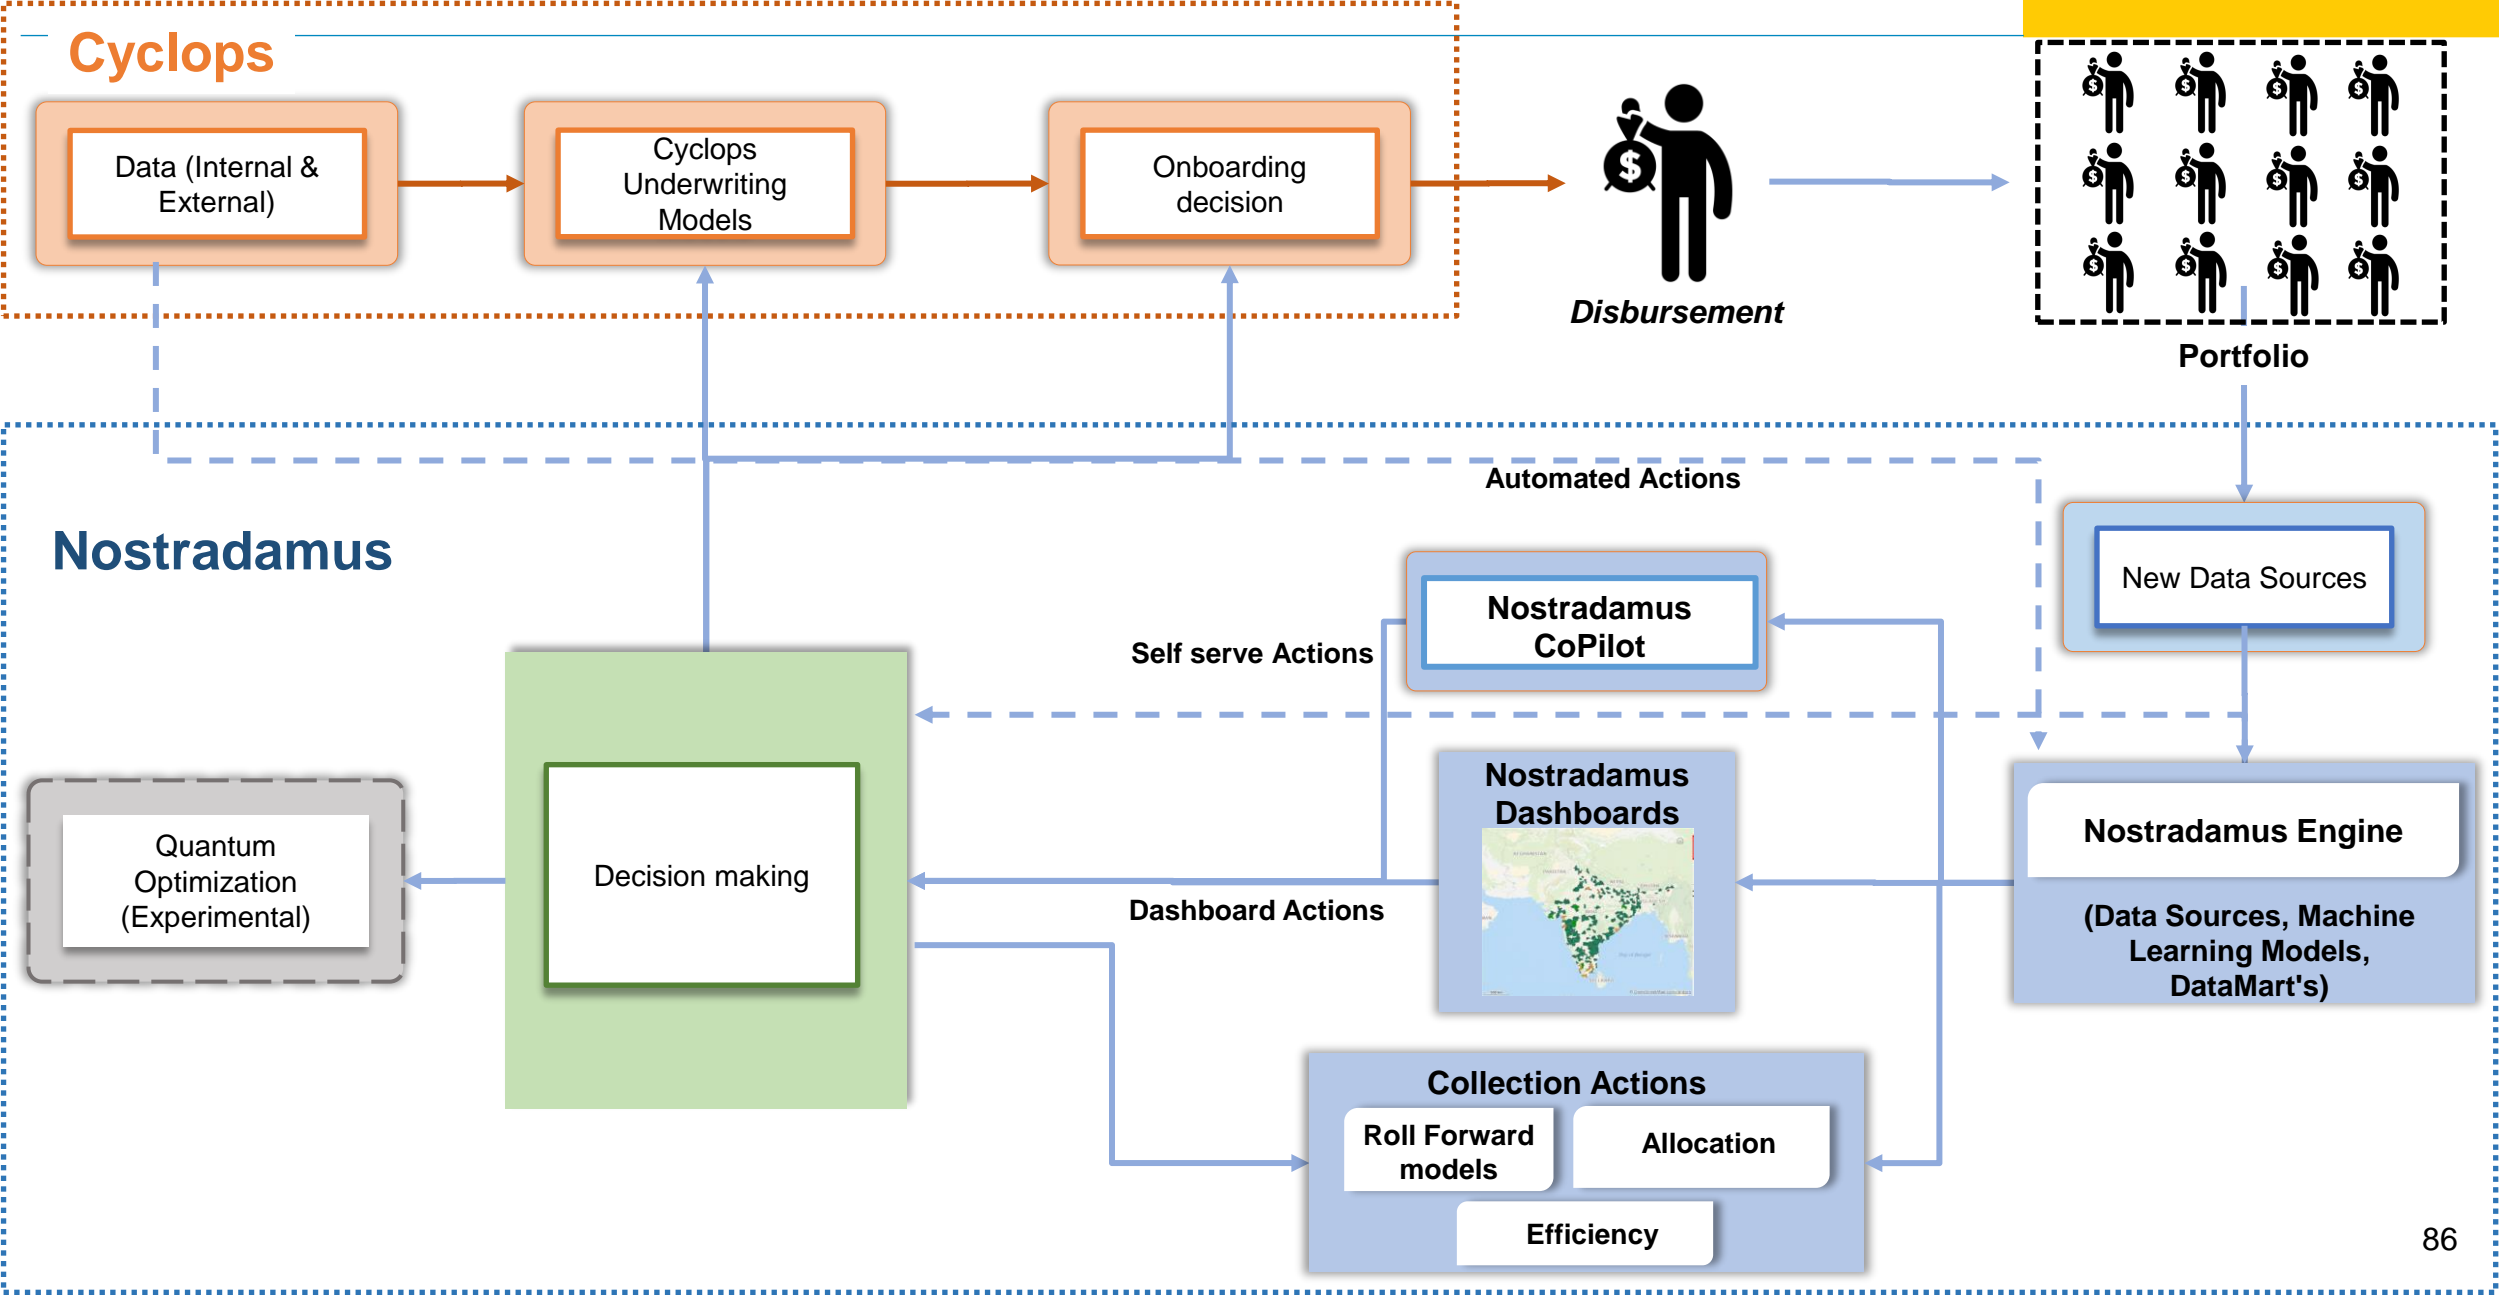 Cyclops
Data (Internal &
External)
Cyclops
Underwriting
Models
Onboarding
decision
Disbursement
Portfolio
Automated Actions
Nostradamus
New Data Sources
Nostradamus
CoPilot
Self serve Actions
Nostradamus
Dashboards
Nostradamus Engine
(Data Sources, Machine
Learning Models,
DataMart's)
Quantum
Optimization
(Experimental)
Decision making
Dashboard Actions
Collection Actions
Roll Forward
models
Allocation
Efficiency
86